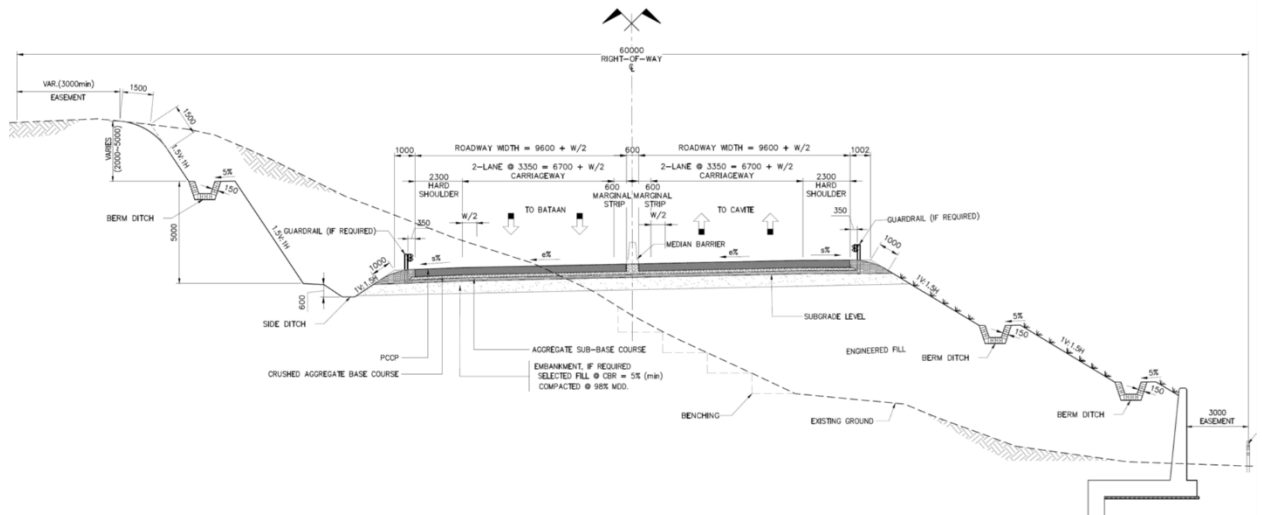 60000
RIGHT-OF-WAY
℄
VAR.(3000min)
EASEMENT
1500
1500
VARIES
(2000-5000)
1.5V:1H
5%
150
BERM DITCH
5000
1.5V:1H
600
SIDE DITCH
1000
ROADWAY WIDTH = 9600 + W/2
600
ROADWAY WIDTH = 9600 + W/2
1002
2-LANE @ 3350 = 6700 + W/2
CARRIAGEWAY
2-LANE @ 3350 = 6700 + W/2
CARRIAGEWAY
2300
HARD
SHOULDER
600
MARGINAL
STRIP
600
MARGINAL
STRIP
2300
HARD
SHOULDER
W/2
TO BATAAN
W/2
TO CAVITE
350
350
GUARDRAIL (IF REQUIRED)
GUARDRAIL (IF REQUIRED)
MEDIAN BARRIER
1000
s%
e%
e%
s%
1000
1V:1.5H
SUBGRADE LEVEL
PCCP
AGGREGATE SUB-BASE COURSE
CRUSHED AGGREGATE BASE COURSE
EMBANKMENT, IF REQUIRED
SELECTED FILL @ CBR = 5% (min)
COMPACTED @ 98% MDD.
BENCHING
EXISTING GROUND
ENGINEERED FILL
1V:1.5H
5%
150
BERM DITCH
1V:1.5H
5%
150
BERM DITCH
3000
EASEMENT